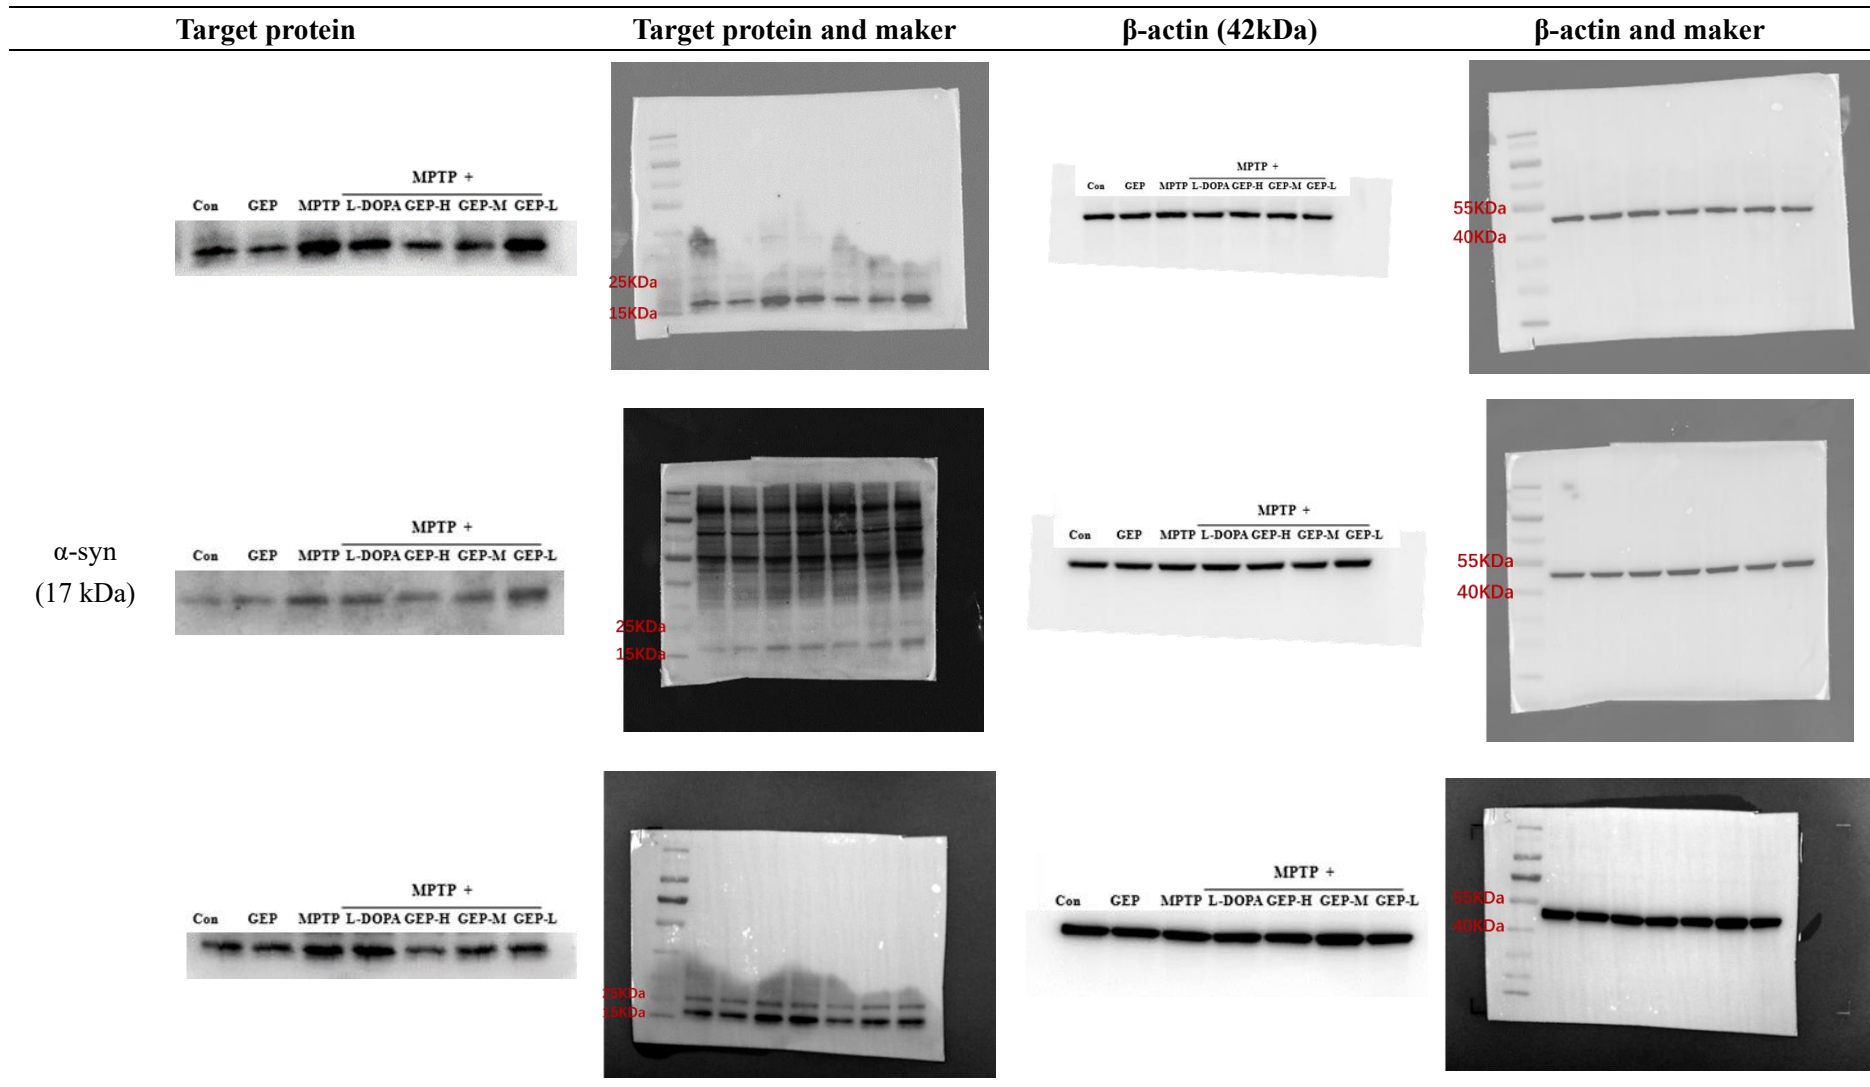 Target protein Target protein and maker β-actin (42kDa) β-actin and maker
MPTP +
Con GEP MPTP L-DOPA GEP-H GEP-M GEP-L
25KDa
15KDa
MPTP +
Con GEP MPTP L-DOPA GEP-H GEP-M GEP-L
55KDa
40KDa
α-syn
(17 kDa)
MPTP +
Con GEP MPTP L-DOPA GEP-H GEP-M GEP-L
25KDa
15KDa
MPTP +
Con GEP MPTP L-DOPA GEP-H GEP-M GEP-L
55KDa
40KDa
MPTP +
Con GEP MPTP L-DOPA GEP-H GEP-M GEP-L
25KDa
15KDa
MPTP +
Con GEP MPTP L-DOPA GEP-H GEP-M GEP-L
55KDa
40KDa